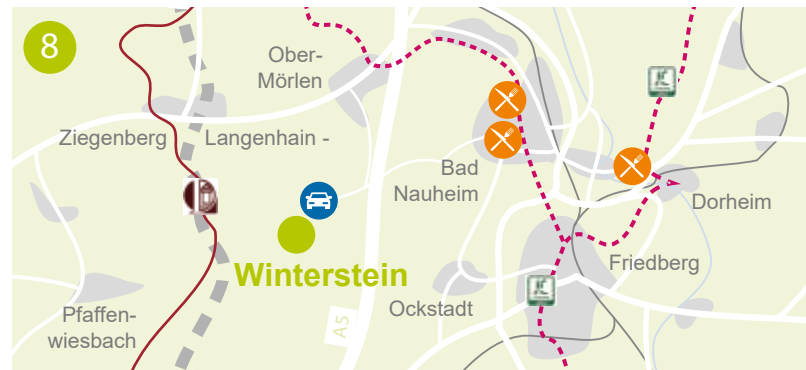 8
Ober-
Mörlen
Ziegenberg
Langenhain -
Bad
Nauheim
Dorheim
Winterstein
Friedberg
Ockstadt
Pfaffen-
wiesbach
A5